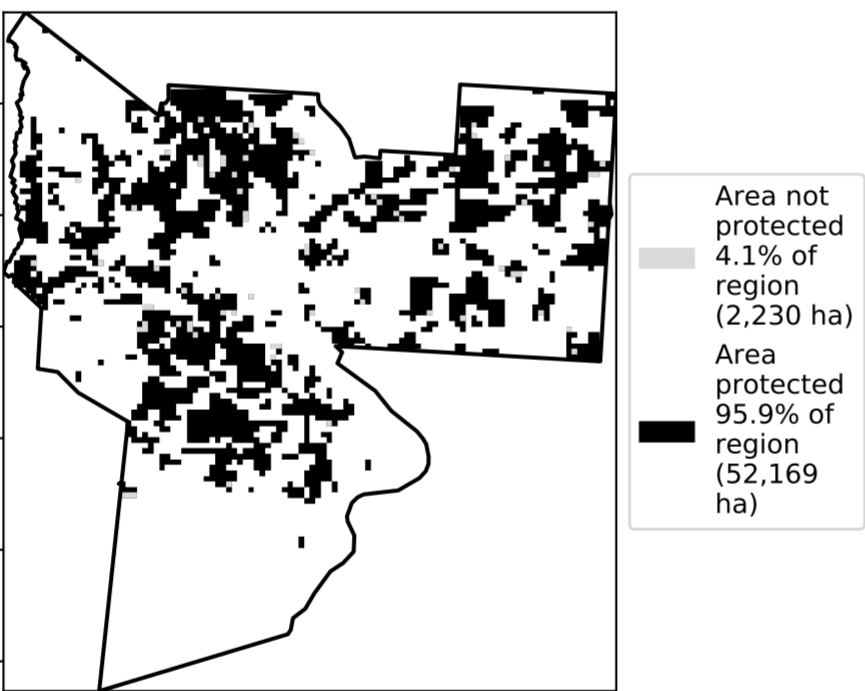 Area not
protected
4.1% of
region
(2,230 ha)
Area
protected
95.9% of
region
(52,169
ha)